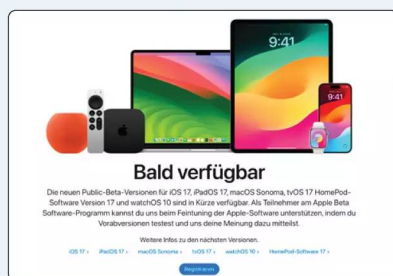 9:41
9:41
Bald verfügbar
Die neuen Public-Beta-Versionen für iOS 17, iPadOS 17, macOS Sonoma, tvOS 17 HomePod-
Software Version 17 und watchOS 10 sind in Kürze verfügbar. Als Teilnehmer am Apple Beta
Software-Programm kannst du uns beim Feintuning der Apple-Software unterstützen, indem du
Vorabversionen testest und uns deine Meinung dazu mitteilst.
Weitere Infos zu den nächsten Versionen.
iOS 17 > iPadOS 17 > macOS Sonoma > tvOS 17 > watchOS 10 > HomePod-Software 17 >
Registrieren